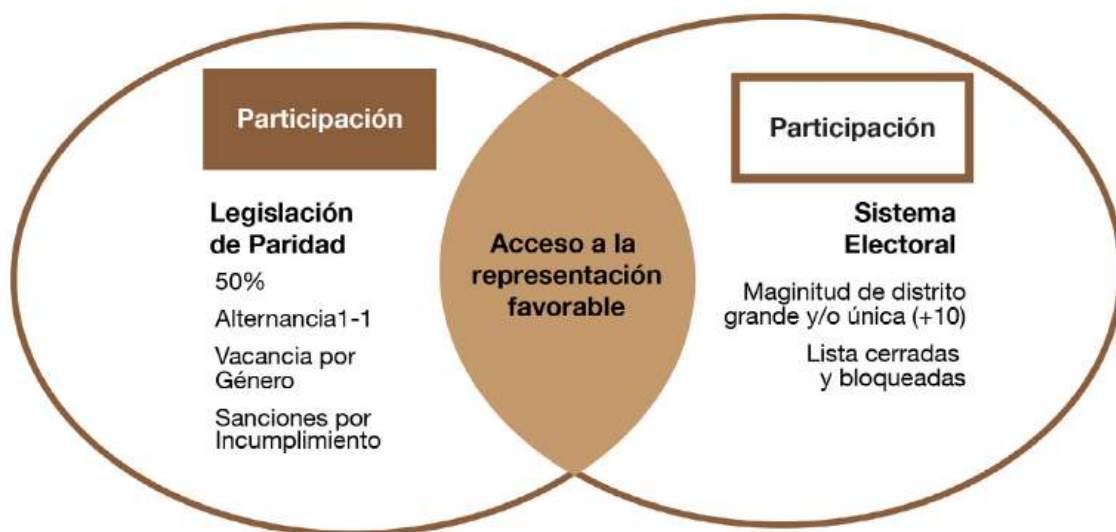 Participación
Legislación
de Paridad
50%
Alternancia1-1
Vacancia por
Género
Sanciones por
Incumplimiento
Acceso a la
representación
favorable
Participación
Sistema
Electoral
Maginitud de distrito
grande y/o única (+10)
Lista cerradas
y bloqueadas